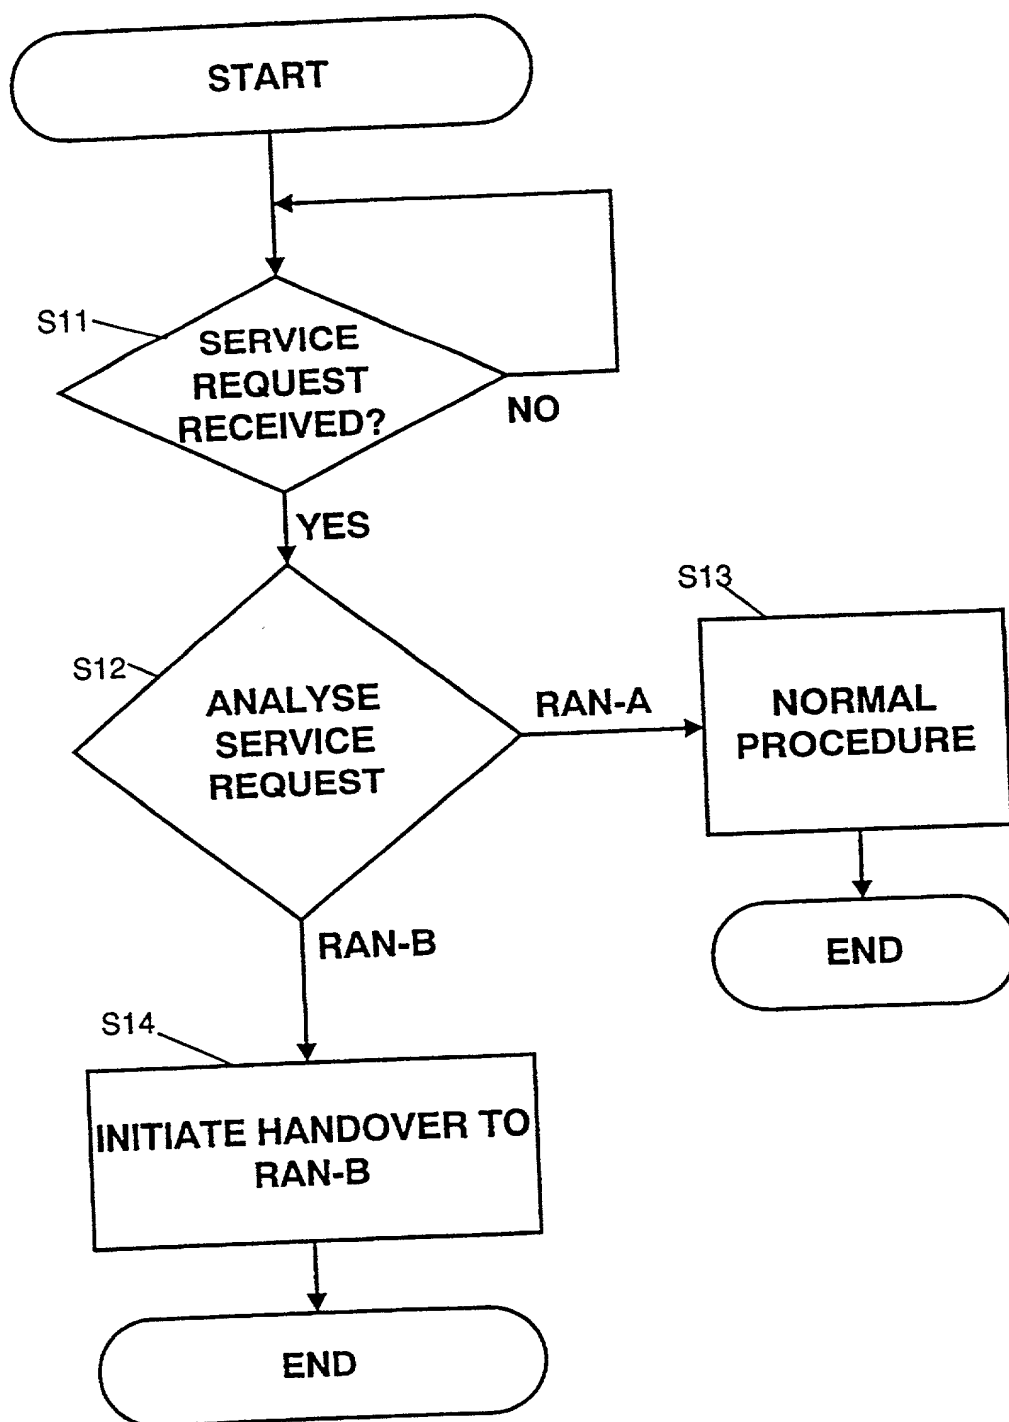 START
S11
SERVICE
REQUEST
RECEIVED?
NO
YES
S13
S12
ANALYSE
SERVICE
REQUEST
RAN-A
NORMAL
PROCEDURE
RAN-B
END
S14
INITIATE HANDOVER TO
RAN-B
END